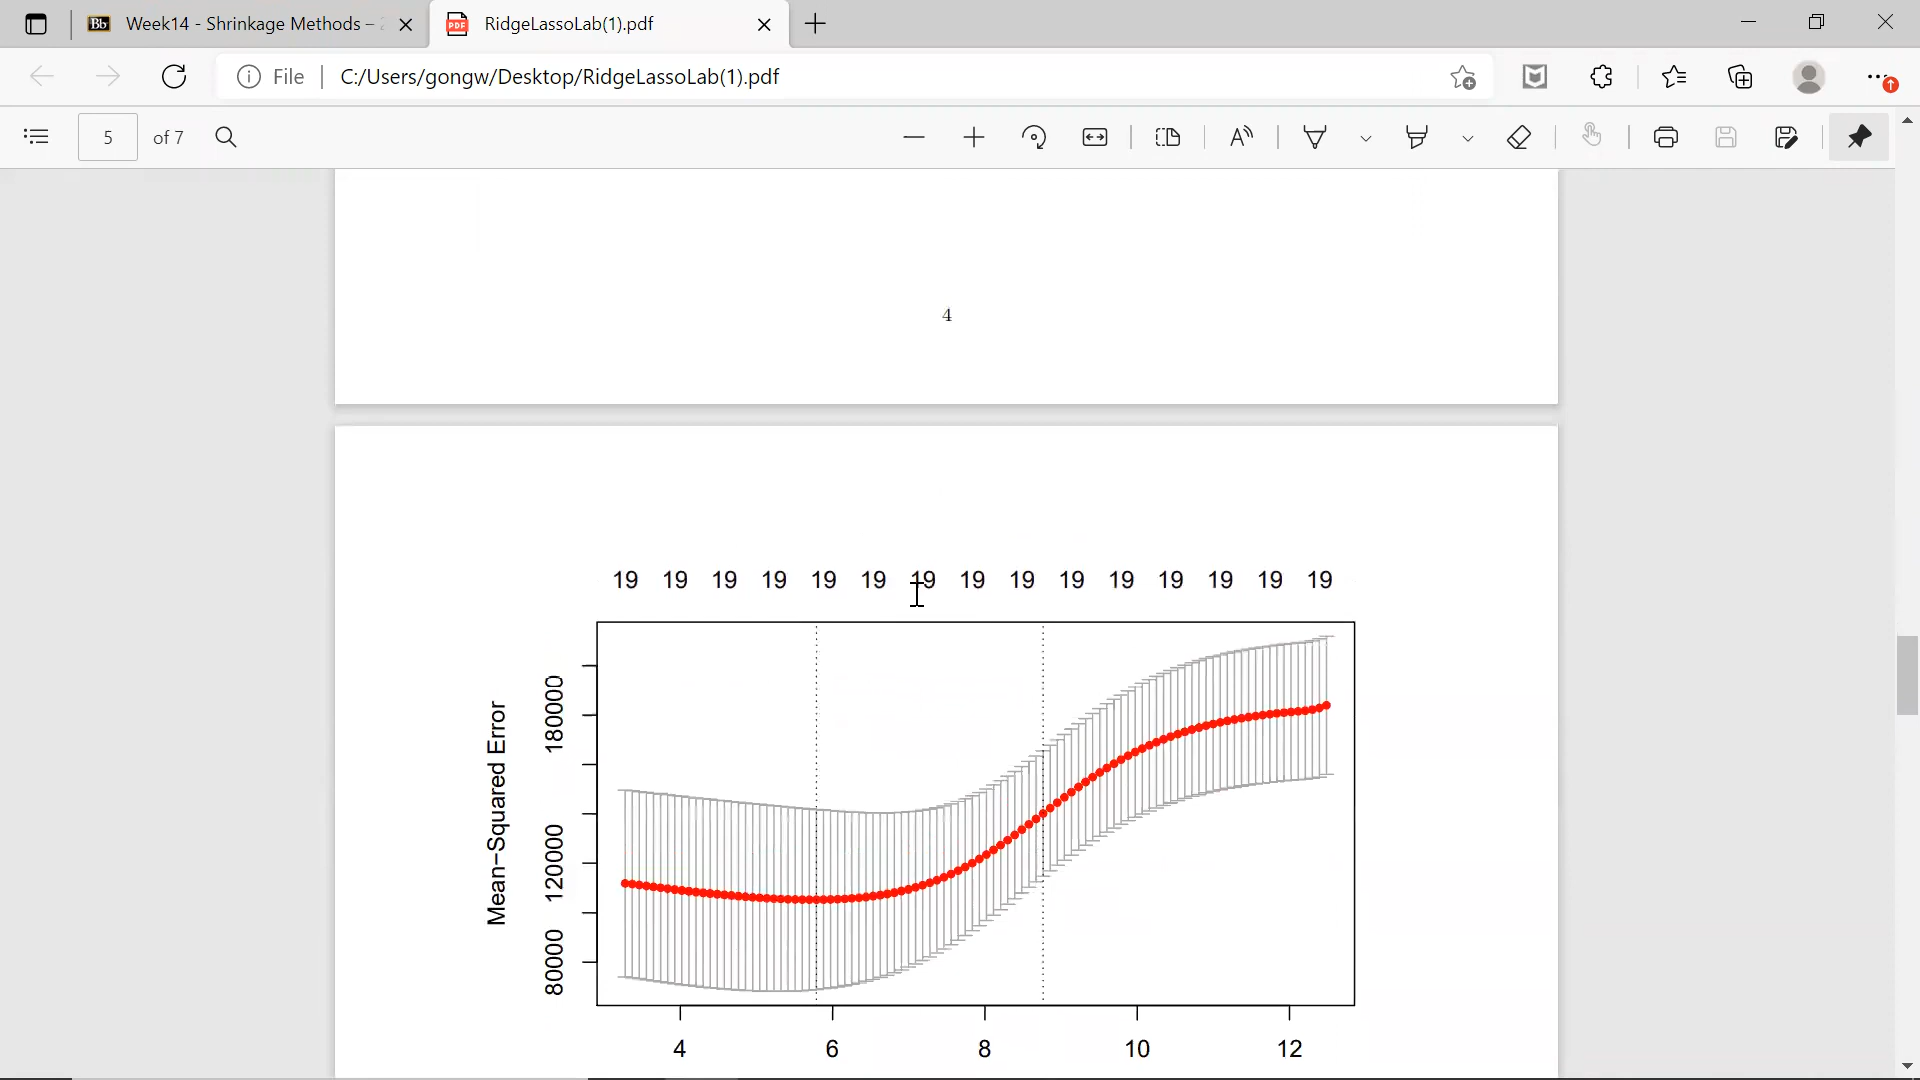 Bb Week14 - Shrinkage Methods –
PDF RidgeLassoLab(1).pdf
File C:/Users/gongw/Desktop/RidgeLassoLab(1).pdf
5 of 7
4
19 19 19 19 19 19 19 19 19 19 19 19 19 19 19
Mean−Squared Error
180000
120000
80000
4 6 8 10 12